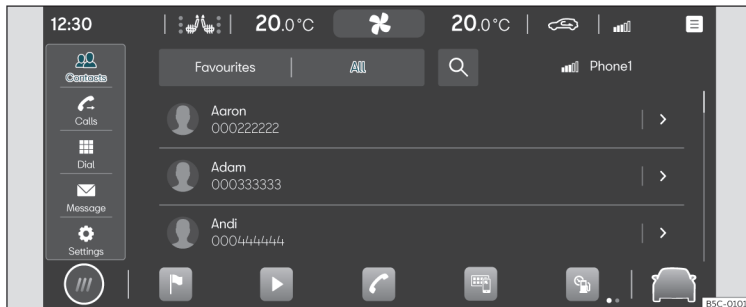 12:30
20.0°C
20.0°C
Contacts
Calls
Dial
Message
Settings
Favourites
All
Phone1
Aaron
000222222
Adam
000333333
Andi
000444444
B5C-0101